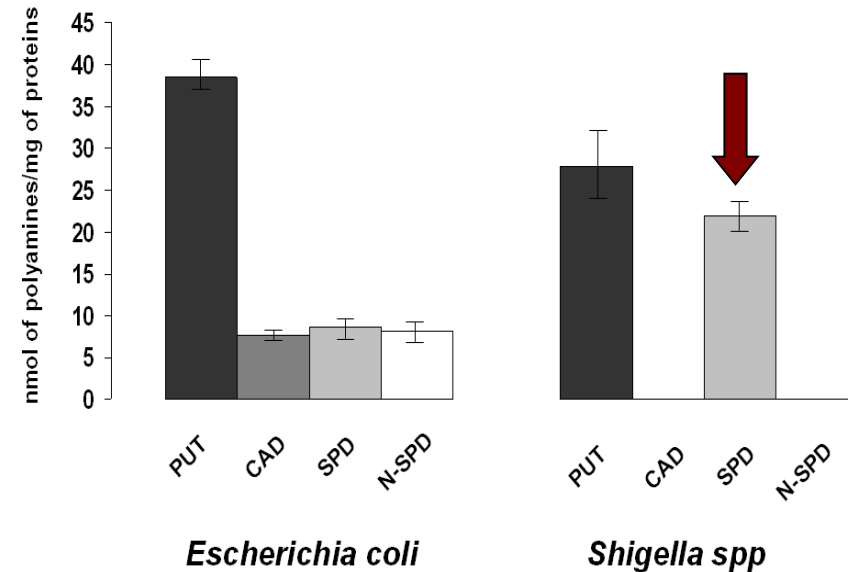 nmol of polyamines/mg of proteins
45
40
35
30
25
20
15
10
5
0
PUT
CAD
SPD
N-SPD
PUT
CAD
SPD
N-SPD
Escherichia coli
Shigella spp